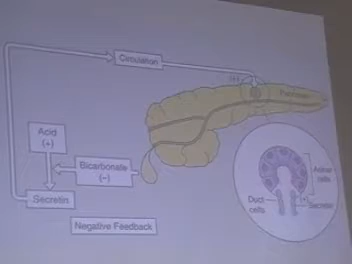 Circulation
(+)
Pancreas
Acid
(+)
Bicarbonate
(−)
Secretin
Negative Feedback
Acinar
cells
Duct
cells
Secretin